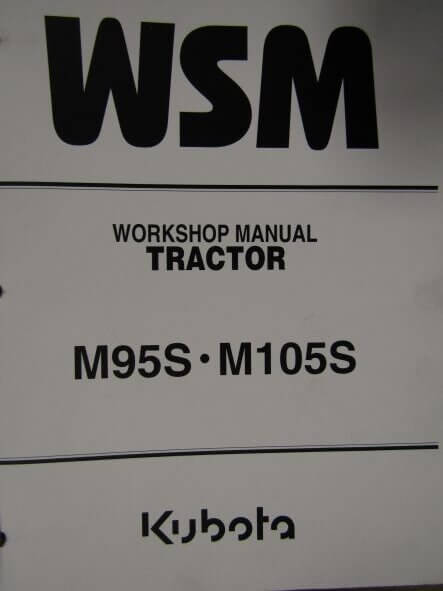 WSM
WORKSHOP MANUAL
TRACTOR
M95S・M105S
Kubota